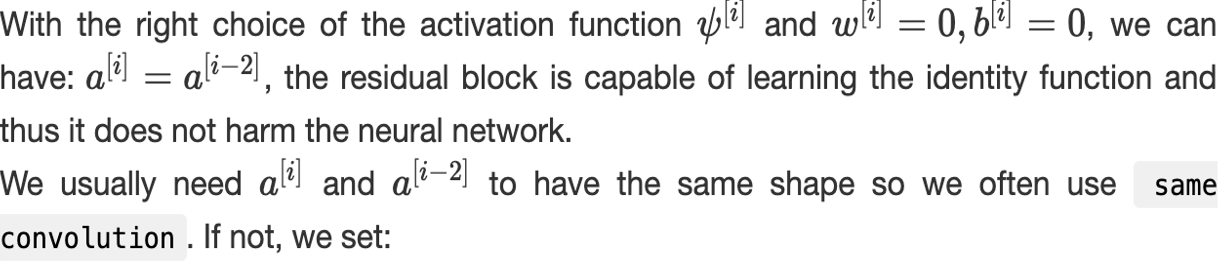 With the right choice of the activation function ψ^[i] and w^[i] = 0, b^[i] = 0, we can
have: a^[i] = a^[i−2], the residual block is capable of learning the identity function and
thus it does not harm the neural network.
We usually need a^[i] and a^[i−2] to have the same shape so we often use same
convolution. If not, we set: